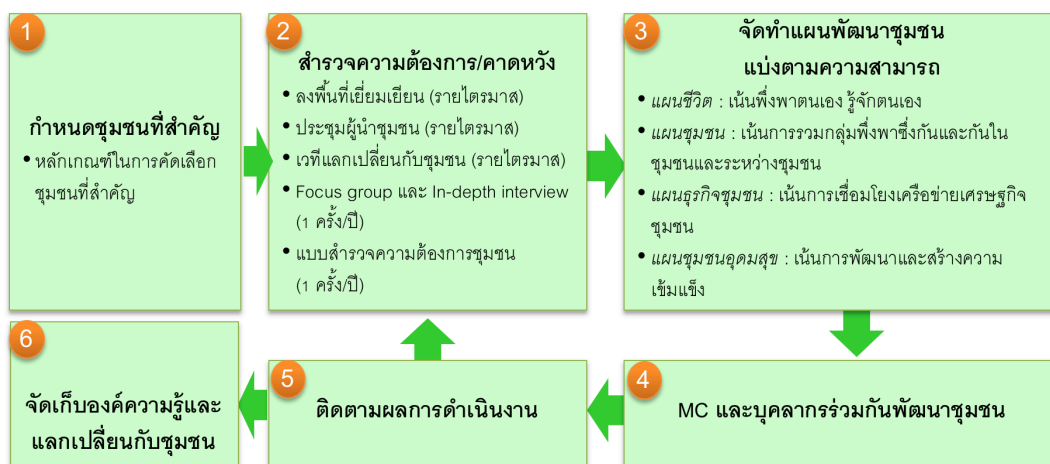 1
กำหนดชุมชนที่สำคัญ
• หลักเกณฑ์ในการคัดเลือก
ชุมชนที่สำคัญ
2
สำรวจความต้องการ/คาดหวัง
• ลงพื้นที่เยี่ยมเยียน (รายไตรมาส)
• ประชุมผู้นำชุมชน (รายไตรมาส)
• เวทีแลกเปลี่ยนกับชุมชน (รายไตรมาส)
• Focus group และ In-depth interview
(1 ครั้ง/ปี)
• แบบสำรวจความต้องการชุมชน
(1 ครั้ง/ปี)
3
จัดทำแผนพัฒนาชุมชน
แบ่งตามความสามารถ
• แผนชีวิต : เน้นพึ่งพาตนเอง รู้จักตนเอง
• แผนชุมชน : เน้นการรวมกลุ่มพึ่งพาซึ่งกันและกันใน
ชุมชนและระหว่างชุมชน
• แผนธุรกิจชุมชน : เน้นการเชื่อมโยงเครือข่ายเศรษฐกิจ
ชุมชน
• แผนชุมชนอุดมสุข : เน้นการพัฒนาและสร้างความ
เข้มแข็ง
4
MC และบุคลากรร่วมกันพัฒนาชุมชน
5
ติดตามผลการดำเนินงาน
6
จัดเก็บองค์ความรู้และ
แลกเปลี่ยนกับชุมชน